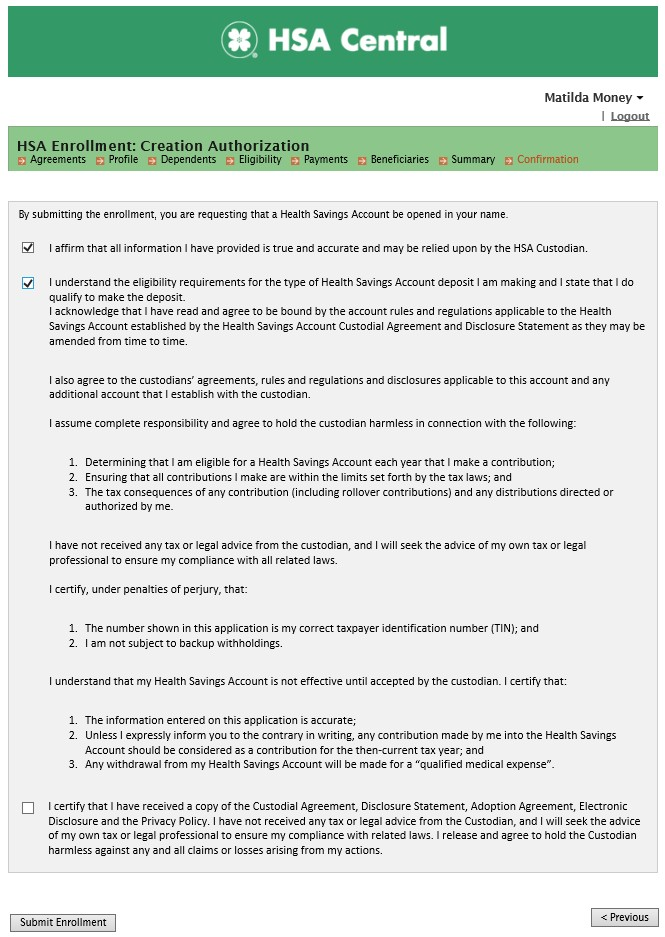 HSA Central
Matilda Money
| Logout
HSA Enrollment: Creation Authorization
Agreements Profile Dependents Eligibility Payments Beneficiaries Summary Confirmation
By submitting the enrollment, you are requesting that a Health Savings Account be opened in your name.
I affirm that all information I have provided is true and accurate and may be relied upon by the HSA Custodian.
I understand the eligibility requirements for the type of Health Savings Account deposit I am making and I state that I do
qualify to make the deposit.
I acknowledge that I have read and agree to be bound by the account rules and regulations applicable to the Health
Savings Account established by the Health Savings Account Custodial Agreement and Disclosure Statement as they may be
amended from time to time.
I also agree to the custodians’ agreements, rules and regulations and disclosures applicable to this account and any
additional account that I establish with the custodian.
I assume complete responsibility and agree to hold the custodian harmless in connection with the following:
1. Determining that I am eligible for a Health Savings Account each year that I make a contribution;
2. Ensuring that all contributions I make are within the limits set forth by the tax laws; and
3. The tax consequences of any contribution (including rollover contributions) and any distributions directed or
authorized by me.
I have not received any tax or legal advice from the custodian, and I will seek the advice of my own tax or legal
professional to ensure my compliance with all related laws.
I certify, under penalties of perjury, that:
1. The number shown in this application is my correct taxpayer identification number (TIN); and
2. I am not subject to backup withholdings.
I understand that my Health Savings Account is not effective until accepted by the custodian. I certify that:
1. The information entered on this application is accurate;
2. Unless I expressly inform you to the contrary in writing, any contribution made by me into the Health Savings
Account should be considered as a contribution for the then-current tax year; and
3. Any withdrawal from my Health Savings Account will be made for a “qualified medical expense”.
I certify that I have received a copy of the Custodial Agreement, Disclosure Statement, Adoption Agreement, Electronic
Disclosure and the Privacy Policy. I have not received any tax or legal advice from the Custodian, and I will seek the advice
of my own tax or legal professional to ensure my compliance with related laws. I release and agree to hold the Custodian
harmless against any and all claims or losses arising from my actions.
Submit Enrollment
< Previous